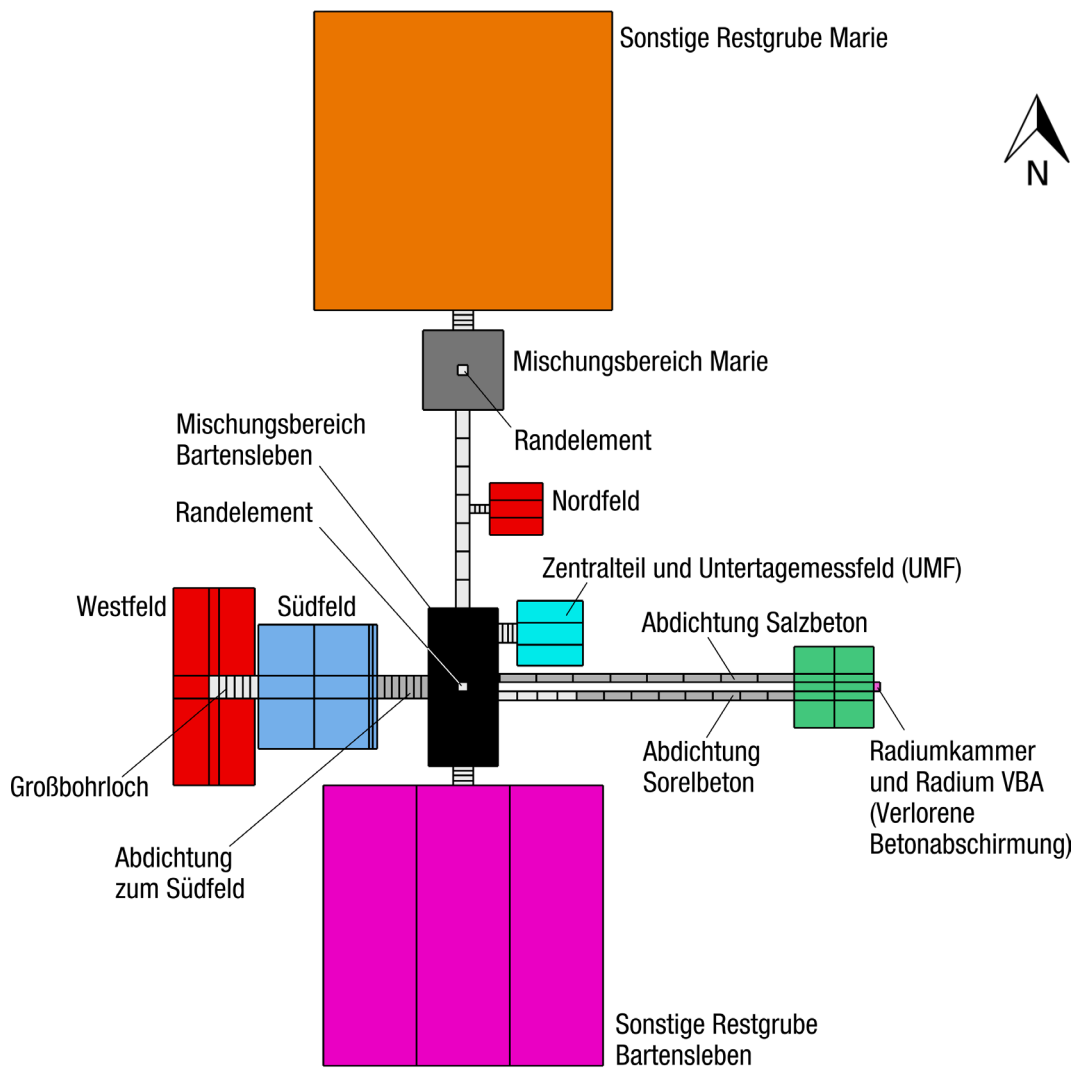 Sonstige Restgrube Marie
N
Mischungsbereich Marie
Mischungsbereich
Bartensleben
Randelement
Randelement
Nordfeld
Zentralteil und Untertagemessfeld (UMF)
Westfeld
Südfeld
Abdichtung Salzbeton
Abdichtung
Sorelbeton
Radiumkammer
und Radium VBA
(Verlorene
Betonabschirmung)
Großbohrloch
Abdichtung
zum Südfeld
Sonstige Restgrube
Bartensleben